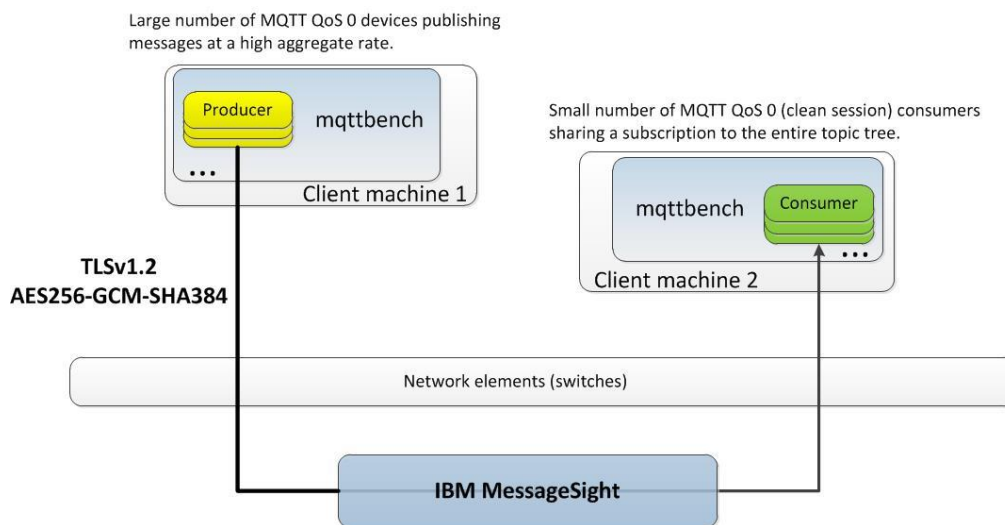 Large number of MQTT QoS 0 devices publishing
messages at a high aggregate rate.
Producer
mqttbench
...
Client machine 1
Small number of MQTT QoS 0 (clean session) consumers
sharing a subscription to the entire topic tree.
mqttbench
Consumer
...
Client machine 2
TLSv1.2
AES256-GCM-SHA384
Network elements (switches)
IBM MessageSight